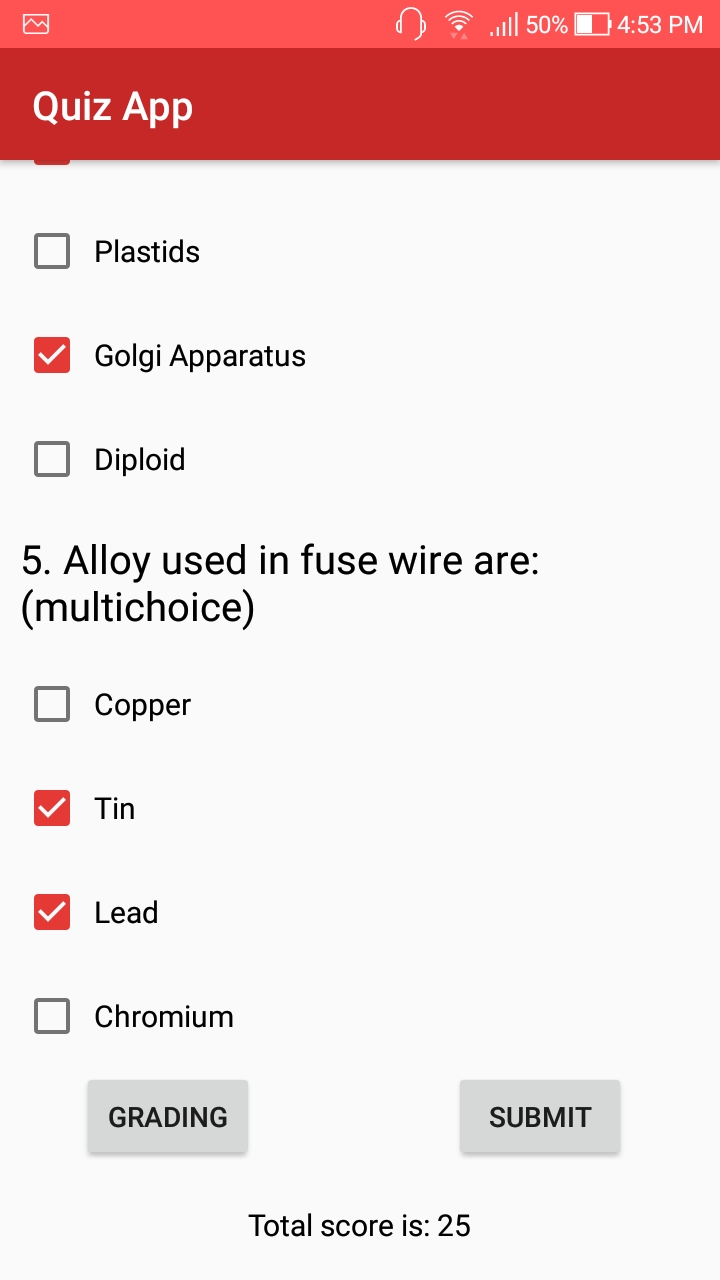 50% 4:53 PM
Quiz App
Plastids
Golgi Apparatus
Diploid
5. Alloy used in fuse wire are:
(multichoice)
Copper
Tin
Lead
Chromium
GRADING SUBMIT
Total score is: 25